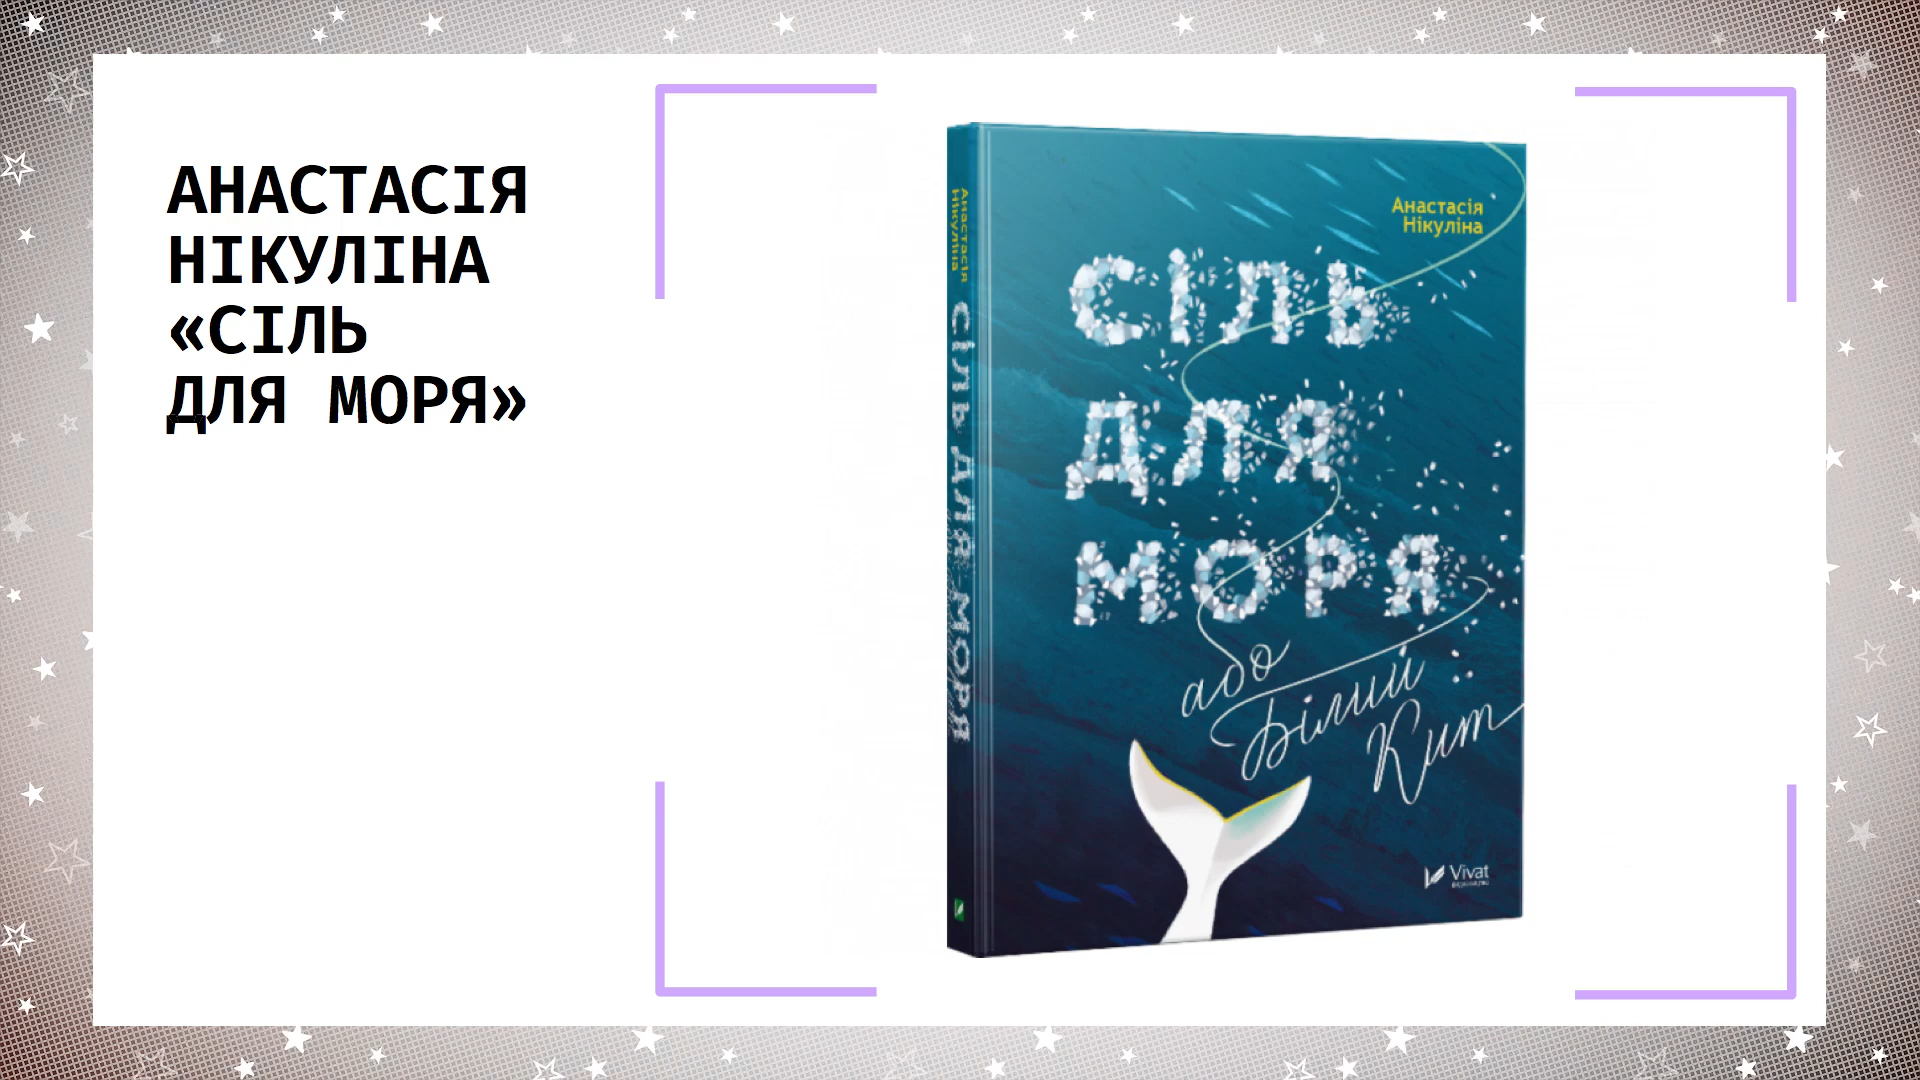 АНАСТАСІЯ
НІКУЛІНА
«СІЛЬ
ДЛЯ МОРЯ»
Анастасія
Нікуліна
СІЛЬ ДЛЯ МОРЯ
Анастасія
Нікуліна
СІЛЬ
ДЛЯ
МОРЯ
або
Білий
Кит
Vivat